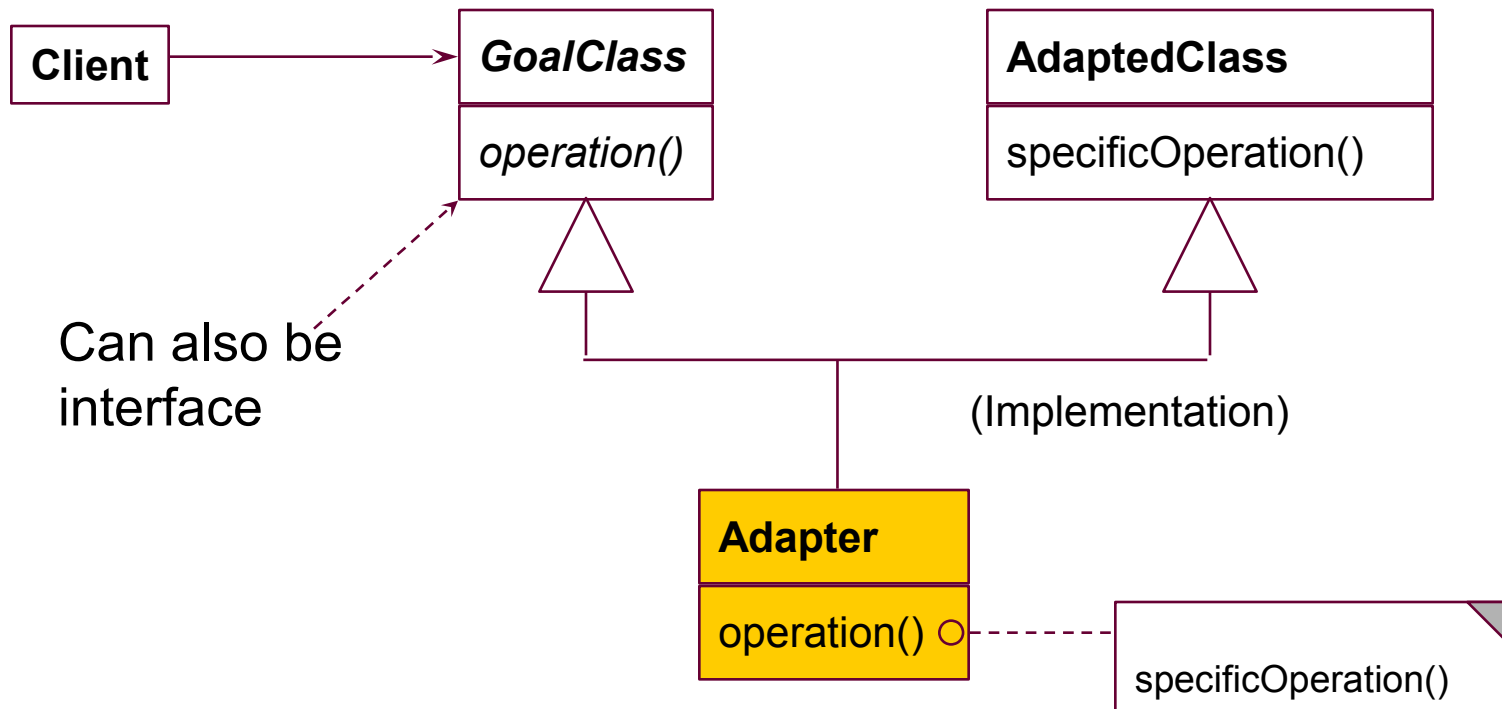 Client
GoalClass
operation()
AdaptedClass
specificOperation()
Can also be
interface
(Implementation)
Adapter
operation()
specificOperation()